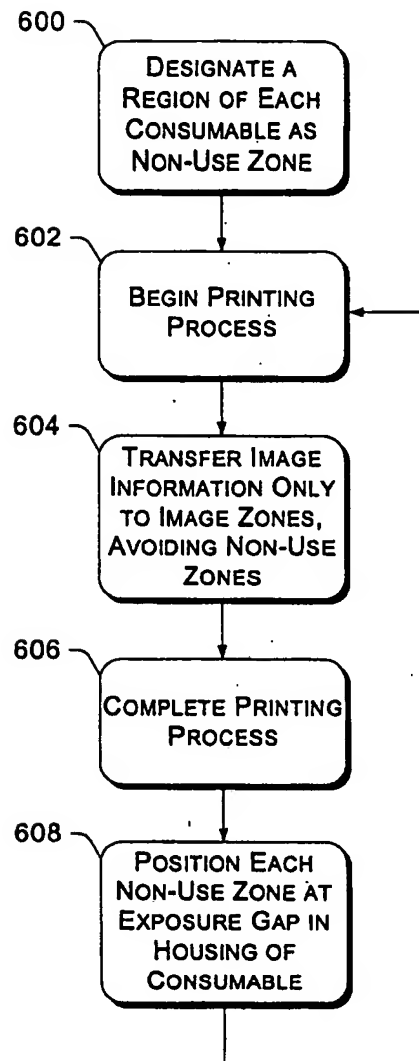 600
DESIGNATE A
REGION OF EACH
CONSUMABLE AS
NON-USE ZONE
602
BEGIN PRINTING
PROCESS
604
TRANSFER IMAGE
INFORMATION ONLY
TO IMAGE ZONES,
AVOIDING NON-USE
ZONES
606
COMPLETE PRINTING
PROCESS
608
POSITION EACH
NON-USE ZONE AT
EXPOSURE GAP IN
HOUSING OF
CONSUMABLE